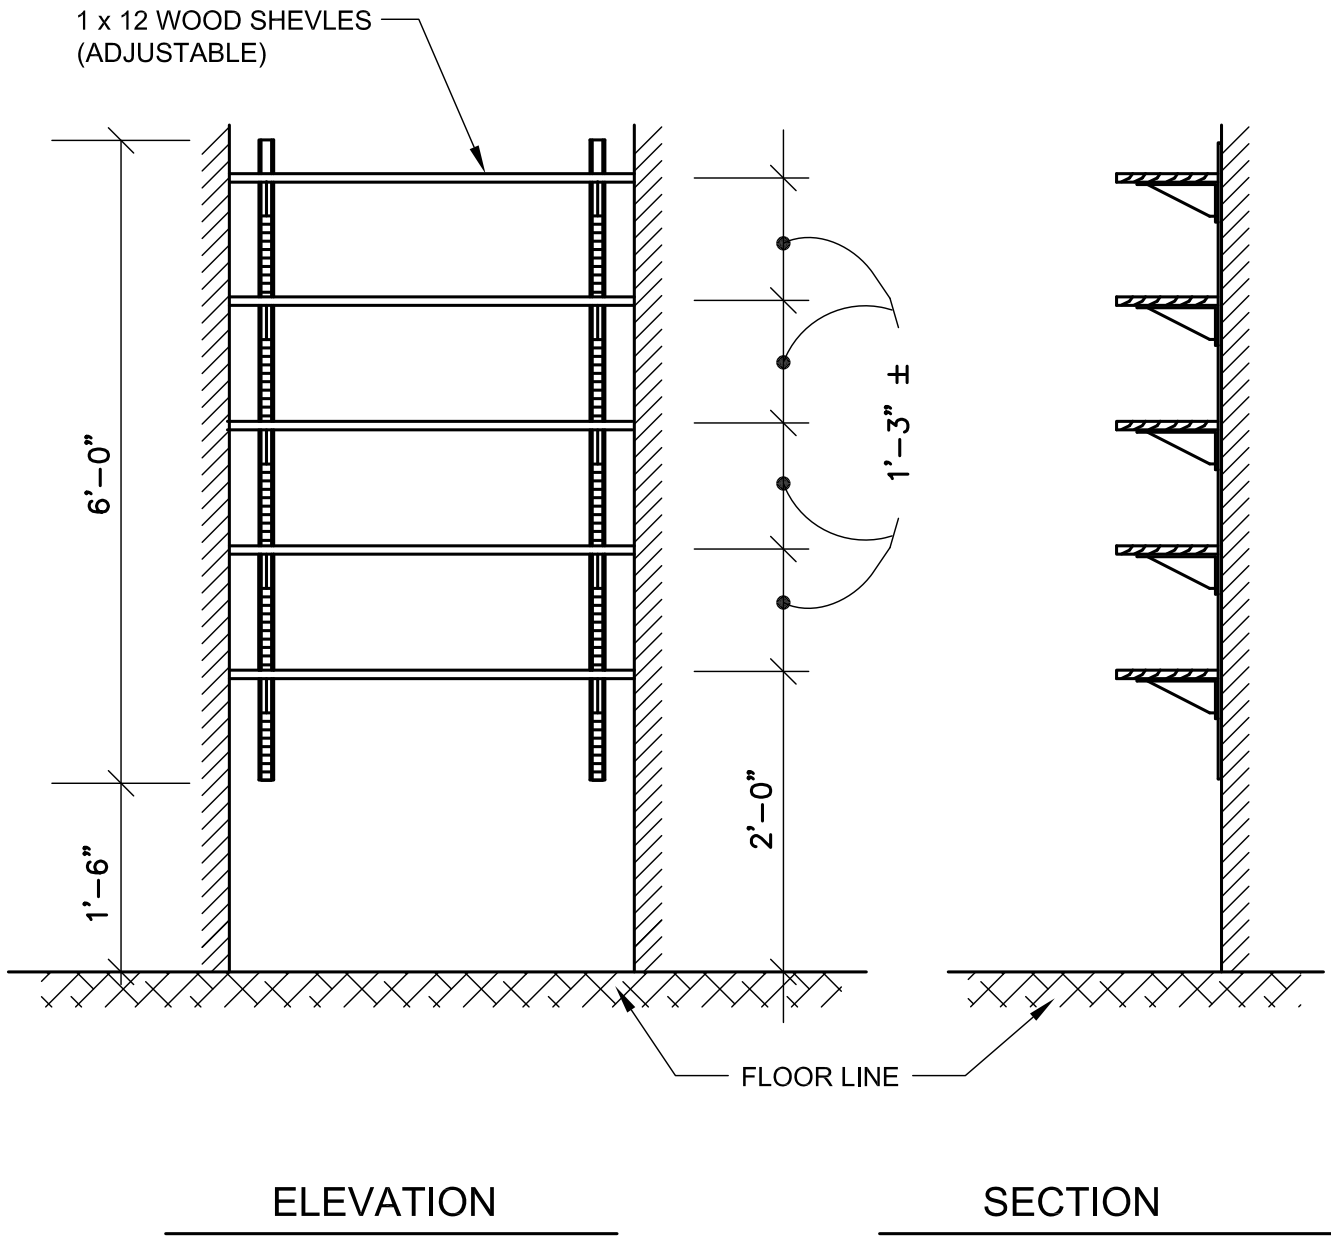 1 x 12 WOOD SHEVLES
(ADJUSTABLE)
6'-0"
1'-6"
1'-3" ±
2'-0"
FLOOR LINE
ELEVATION
SECTION